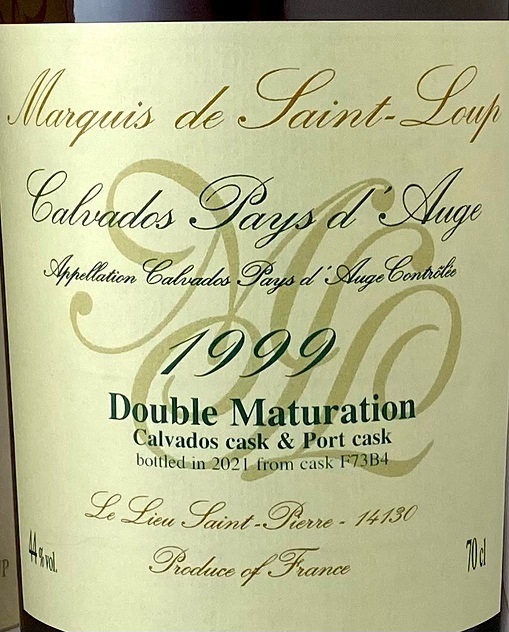 Marquis de Saint-Loup
Calvados Pays d'Auge
Appellation Calvados Pays d'Auge Contrôlée
1999
Double Maturation
Calvados cask & Port cask
bottled in 2021 from cask F73B4
Le Lieu Saint-Pierre - 14130
44 % vol.
Produce of France
70 cl